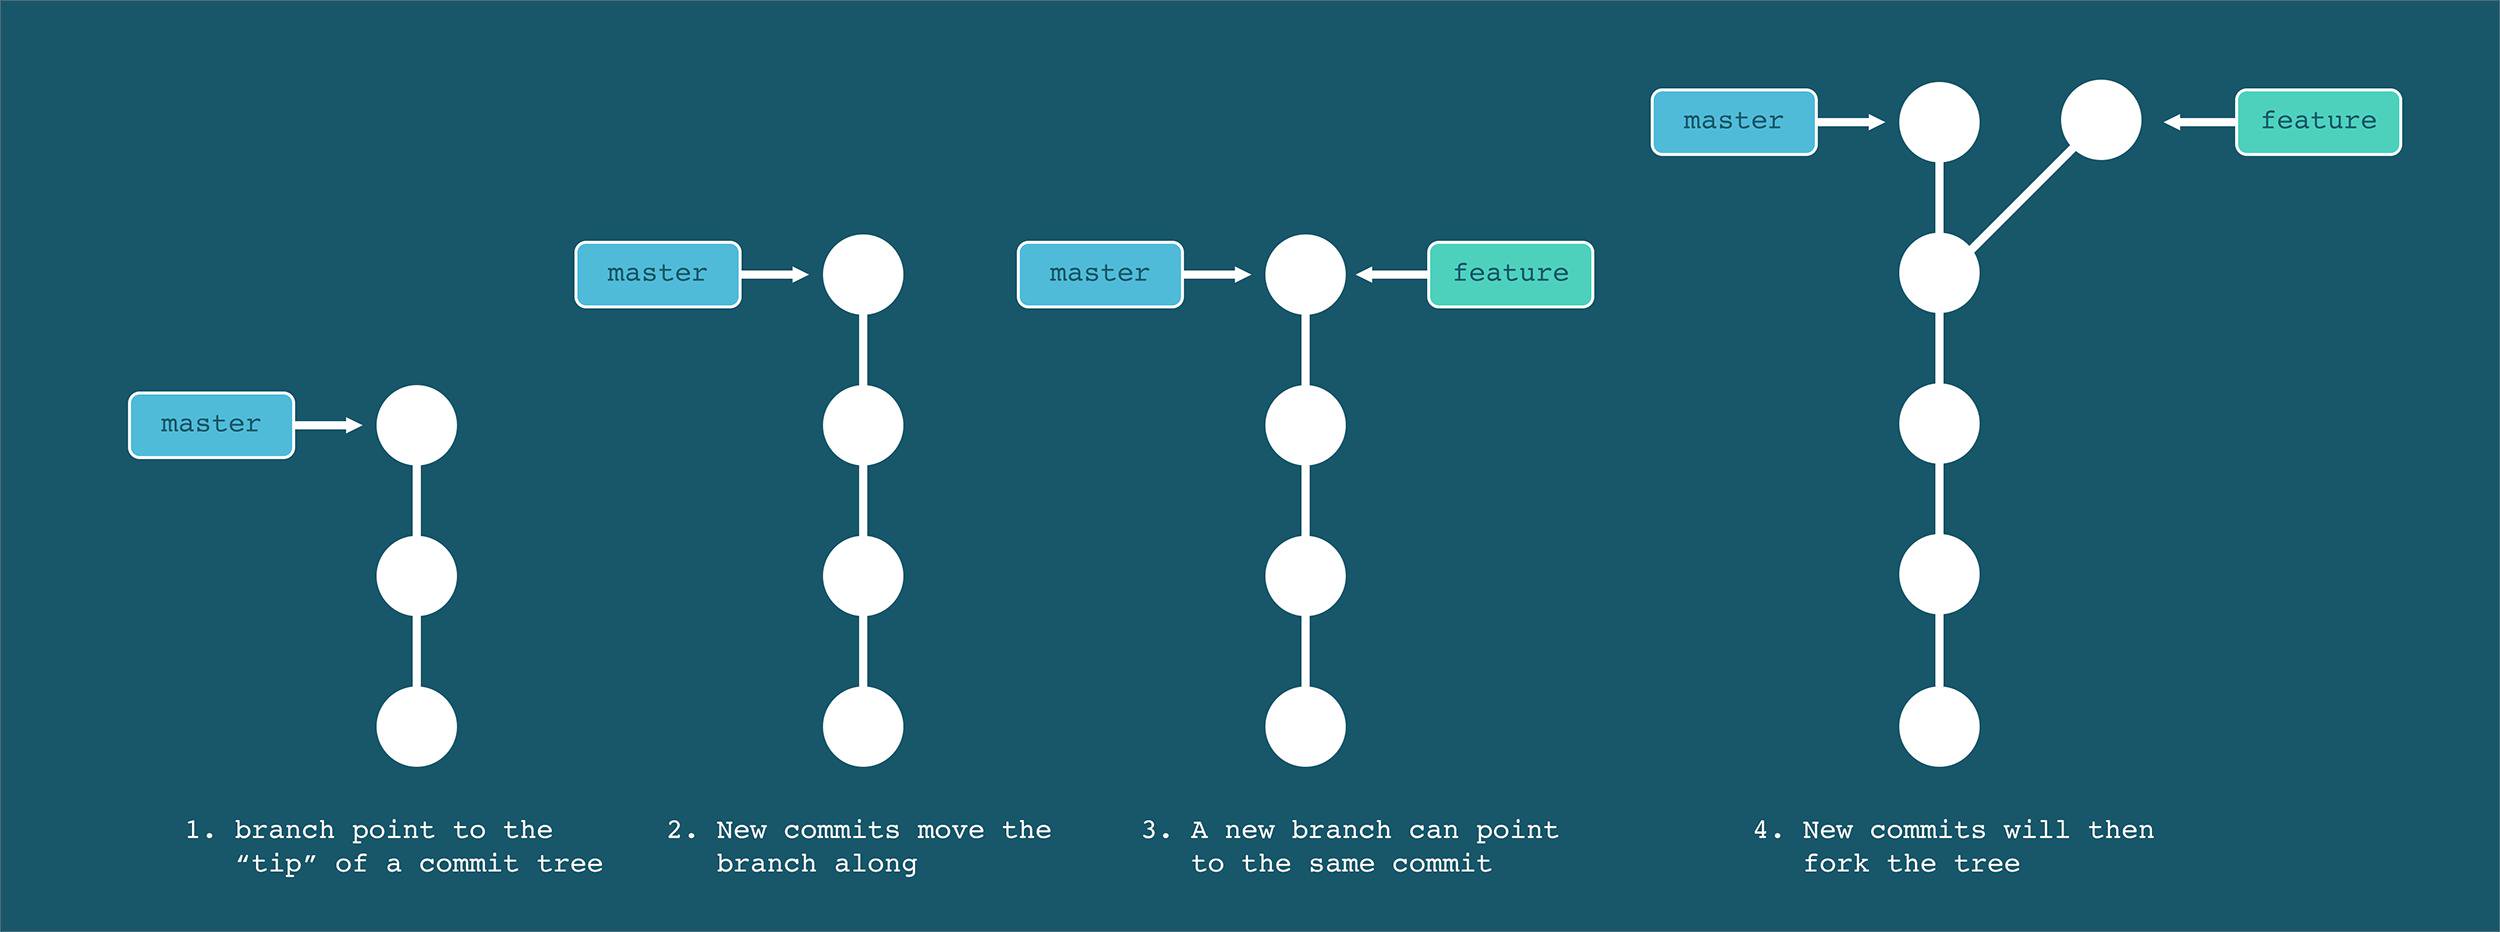 master
feature
master
master
feature
master
1. branch point to the
“tip” of a commit tree
2. New commits move the
branch along
3. A new branch can point
to the same commit
4. New commits will then
fork the tree